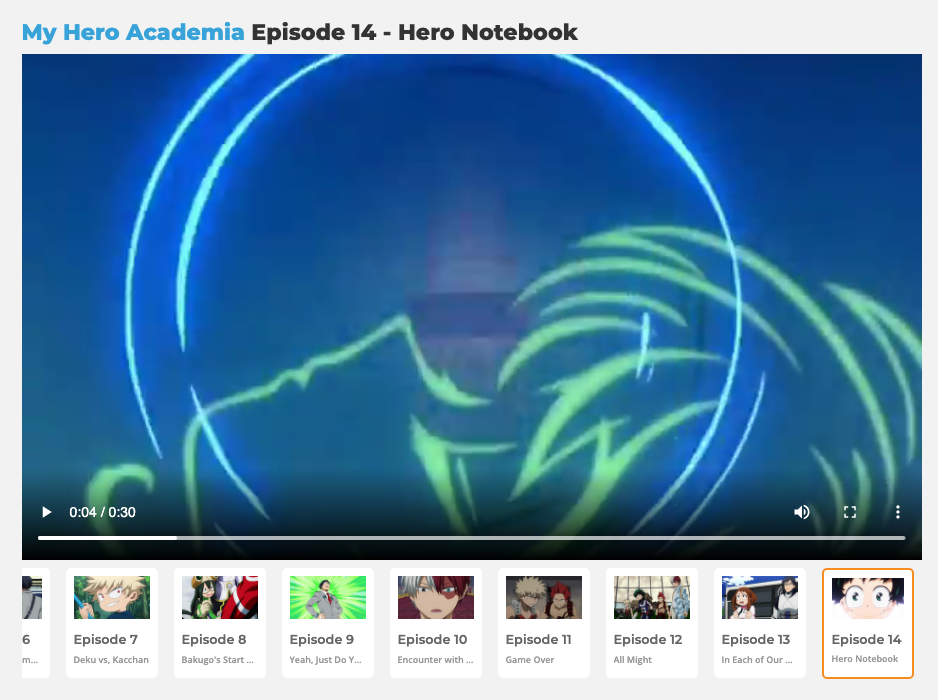 My Hero Academia Episode 14 - Hero Notebook
0:04 / 0:30
6
m...
Episode 7
Deku vs, Kacchan
Episode 8
Bakugo's Start ...
Episode 9
Yeah, Just Do Y...
Episode 10
Encounter with ...
Episode 11
Game Over
Episode 12
All Might
Episode 13
In Each of Our ...
Episode 14
Hero Notebook